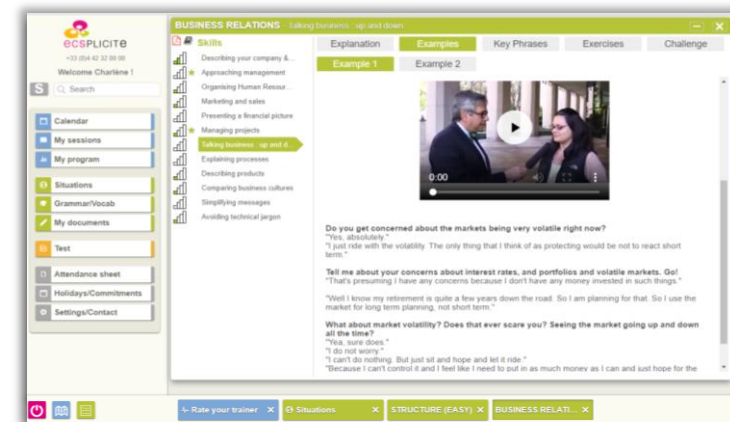 ecsPLICITe
+33 (0)4 42 32 00 00
Welcome Charlène !
S
Search
Calendar
My sessions
My program
Situations
Grammar/Vocab
My documents
Test
Attendance sheet
Holidays/Commitments
Settings/Contact
BUSINESS RELATIONS - Talking business : up and down
Skills
Describing your company &...
Approaching management
Organising Human Resour...
Marketing and sales
Presenting a financial picture
Managing projects
Talking business : up and d...
Explaining processes
Describing products
Comparing business cultures
Simplifying messages
Avoiding technical jargon
Explanation
Examples
Key Phrases
Exercises
Challenge
Example 1
Example 2
0:00
Do you get concerned about the markets being very volatile right now?
"Yes, absolutely."
"I just ride with the volatility. The only thing that I think of as protecting would be not to react short
term."
Tell me about your concerns about interest rates, and portfolios and volatile markets. Go!
"That's presuming I have any concerns because I don't have any money invested in such things."
"Well I know my retirement is quite a few years down the road. So I am planning for that. So I use the
market for long term planning, not short term."
What about market volatility? Does that ever scare you? Seeing the market going up and down
all the time?
"Yea, sure does."
"I do not worry."
"I can't do nothing. But just sit and hope and let it ride."
"Because I can't control it and I feel like I need to put in as much money as I can and just hope for the
Rate your trainer
Situations
STRUCTURE (EASY)
BUSINESS RELATI...